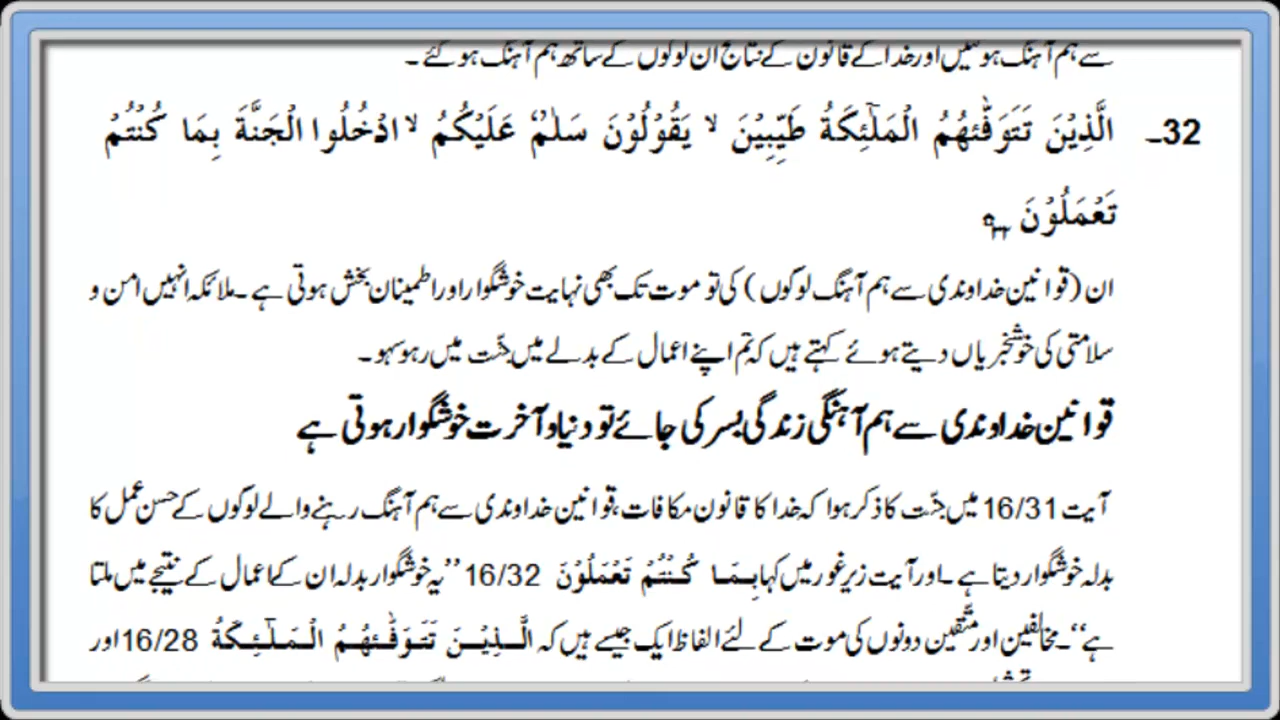 سے ہم آہنگ ہوئیں اور خدا کے قانون کے نتائج ان لوگوں کے ساتھ ہم آہنگ ہو گئے۔
32۔ الَّذِيْنَ تَتَوَفّٰىهُمُ الْمَلٰٓئِكَةُ طَيِّبِيْنَ ۙ يَقُوْلُوْنَ سَلٰمٌ عَلَيْكُمُ ۙ ادْخُلُوا الْجَنَّةَ بِمَا كُنْتُمْ
تَعْمَلُوْنَ ﴿۳۲﴾
ان (قوانین خداوندی سے ہم آہنگ لوگوں) کی تو موت تک بھی نہایت خوشگوار اور اطمینان بخش ہوتی ہے۔ ملائکہ انہیں امن و
سلامتی کی خوشخبریاں دیتے ہوئے کہتے ہیں کہ تم اپنے اعمال کے بدلے میں جنّت میں رہو سہو۔
قوانین خداوندی سے ہم آہنگی زندگی بسر کی جائے تو دنیا و آخرت خوشگوار ہوتی ہے
آیت 16/31 میں جنّت کا ذکر ہوا کہ خدا کا قانون مکافات، قوانین خداوندی سے ہم آہنگ رہنے والے لوگوں کے حسن عمل کا
بدلہ خوشگوار دیتا ہے۔ اور آیت زیر غور میں کہا بِمَا كُنْتُمْ تَعْمَلُوْنَ 16/32 ’’یہ خوشگوار بدلہ ان کے اعمال کے نتیجے میں ملتا
ہے‘‘۔ مخالفین اور متّقین دونوں کی موت کے لئے الفاظ ایک جیسے ہیں کہ الَّذِيْنَ تَتَوَفّٰىهُمُ الْمَلٰٓئِكَةُ 16/28 اور